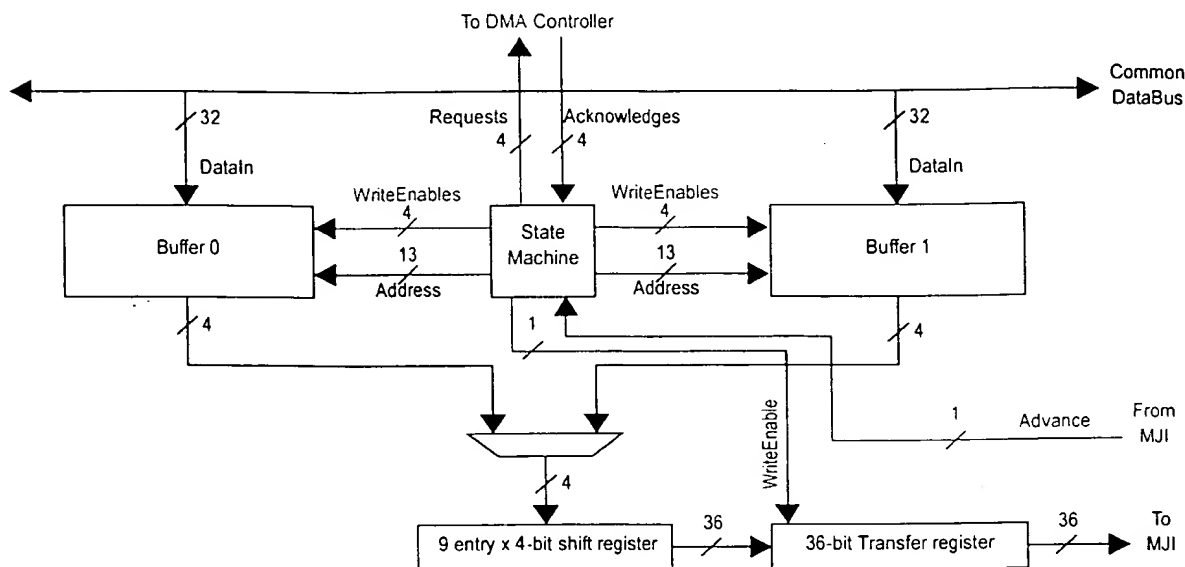 To DMA Controller
Common
DataBus
32
Requests
4
Acknowledges
4
32
DataIn
DataIn
WriteEnables
4
WriteEnables
4
Buffer 0
State
Machine
Buffer 1
13
Address
13
Address
4
1
4
WriteEnable
1
Advance
From
MJI
4
9 entry x 4-bit shift register
36
36-bit Transfer register
36
To
MJI